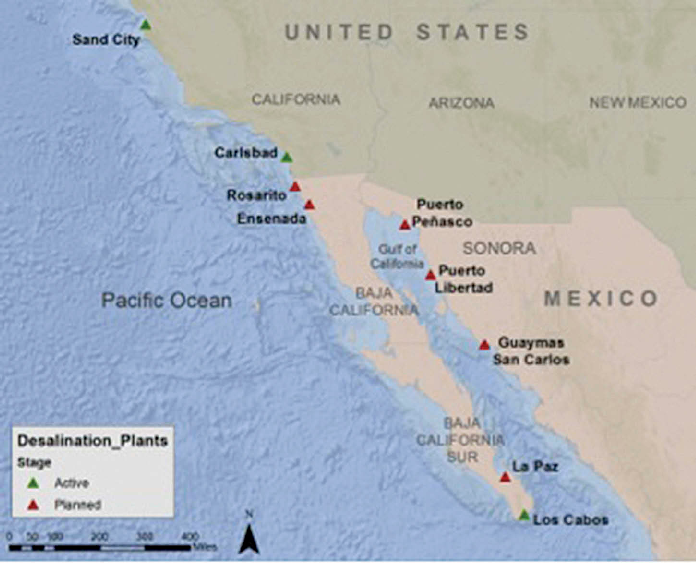 UNITED STATES
Sand City
CALIFORNIA
ARIZONA
NEW MEXICO
Carlsbad
Rosarito
Ensenada
Puerto
Peñasco
Gulf of
California
SONORA
Puerto
Libertad
MEXICO
Pacific Ocean
BAJA
CALIFORNIA
Guaymas
San Carlos
BAJA
CALIFORNIA
SUR
La Paz
Los Cabos
Desalination_Plants
Stage
Active
Planned
N
0 50 100 200 300 400
Miles